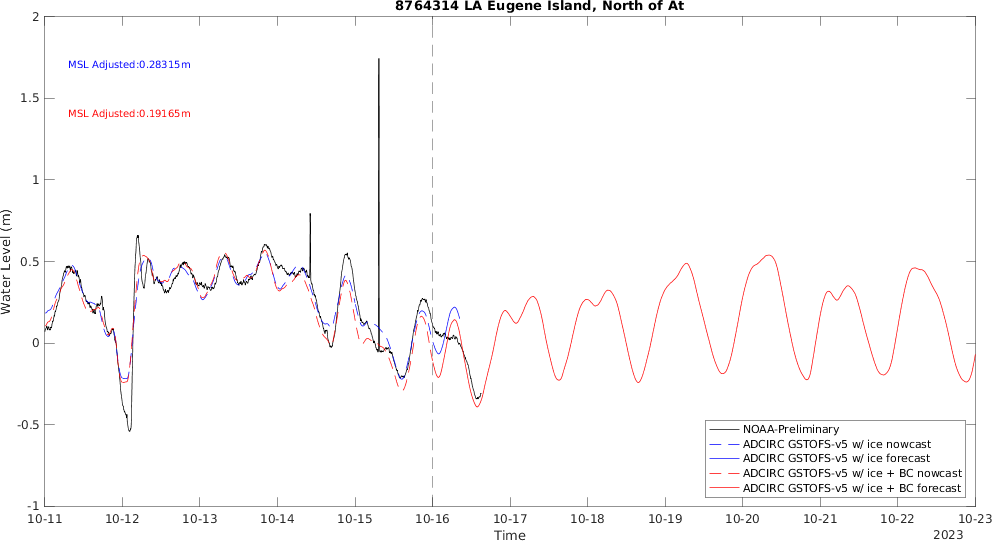 8764314 LA Eugene Island, North of At
2
1.5
1
0.5
0
-0.5
-1
Water Level (m)
MSL Adjusted:0.28315m
MSL Adjusted:0.19165m
NOAA-Preliminary
ADCIRC GSTOFS-v5 w/ ice nowcast
ADCIRC GSTOFS-v5 w/ ice forecast
ADCIRC GSTOFS-v5 w/ ice + BC nowcast
ADCIRC GSTOFS-v5 w/ ice + BC forecast
10-11 10-12 10-13 10-14 10-15 10-16 10-17 10-18 10-19 10-20 10-21 10-22 10-23
Time
2023